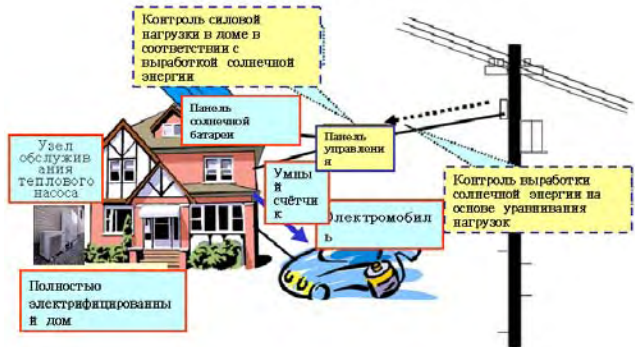 Контроль силовой
нагрузки в доме в
соответствии с
выработкой солнечной
энергии
Панель
солнечной
батареи
Панель
управлени
я
Узел
обслужив
ания
теплового
насоса
Умны
й
счётчи
к
Электромобил
ь
Контроль выработки
солнечной энергии на
основе уравнивания
нагрузок
Полностью
электрифицированны
й дом